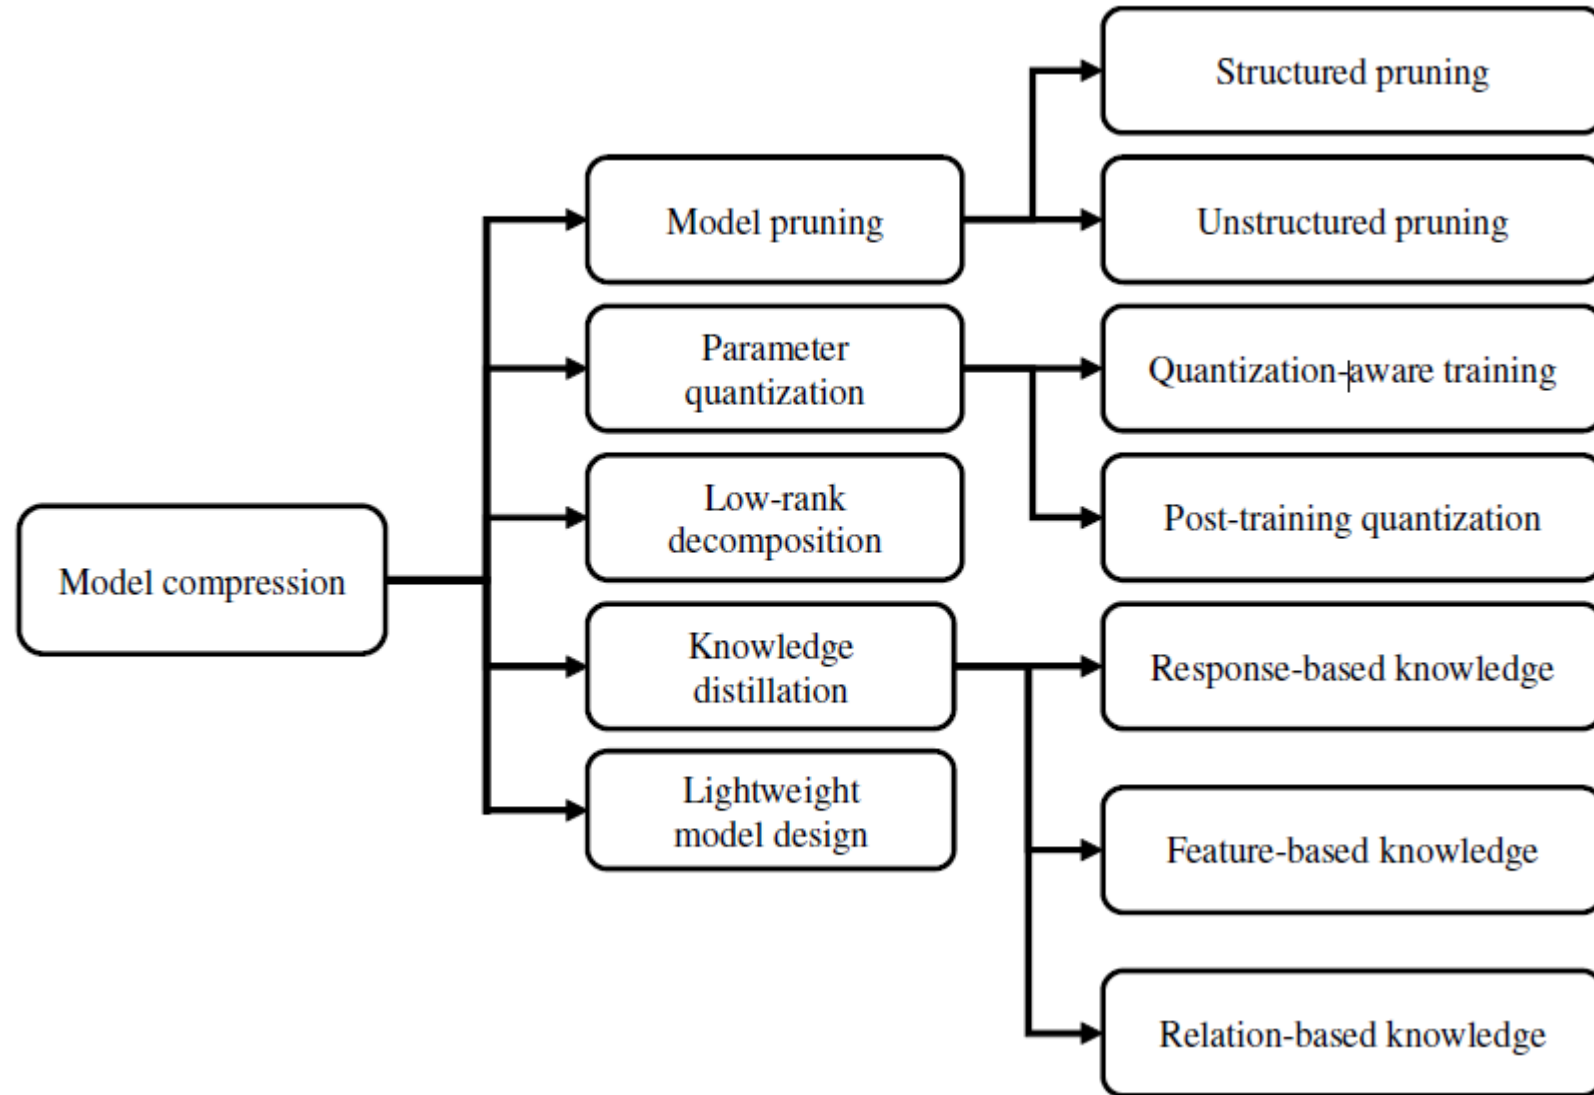 Structured pruning
Model pruning
Unstructured pruning
Parameter
quantization
Quantization-aware training
Low-rank
decomposition
Post-training quantization
Model compression
Knowledge
distillation
Response-based knowledge
Lightweight
model design
Feature-based knowledge
Relation-based knowledge